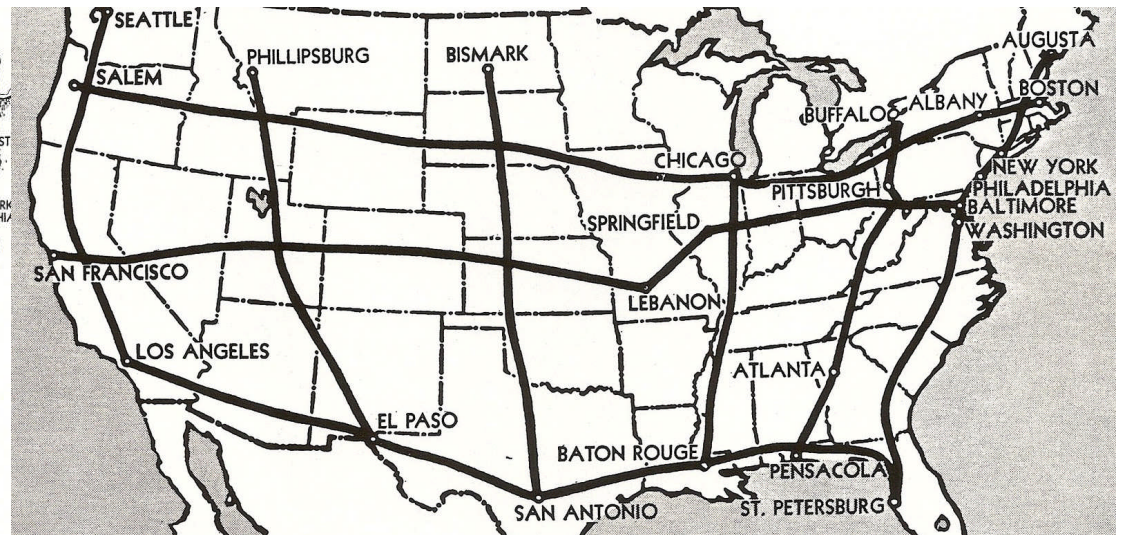 SEATTLE
PHILLIPSBURG
BISMARK
AUGUSTA
SALEM
BOSTON
BUFFALO
ALBANY
CHICAGO
NEW YORK
PITTSBURGH
PHILADELPHIA
SPRINGFIELD
BALTIMORE
WASHINGTON
SAN FRANCISCO
LEBANON
LOS ANGELES
ATLANTA
EL PASO
BATON ROUGE
PENSACOLA
SAN ANTONIO
ST. PETERSBURG